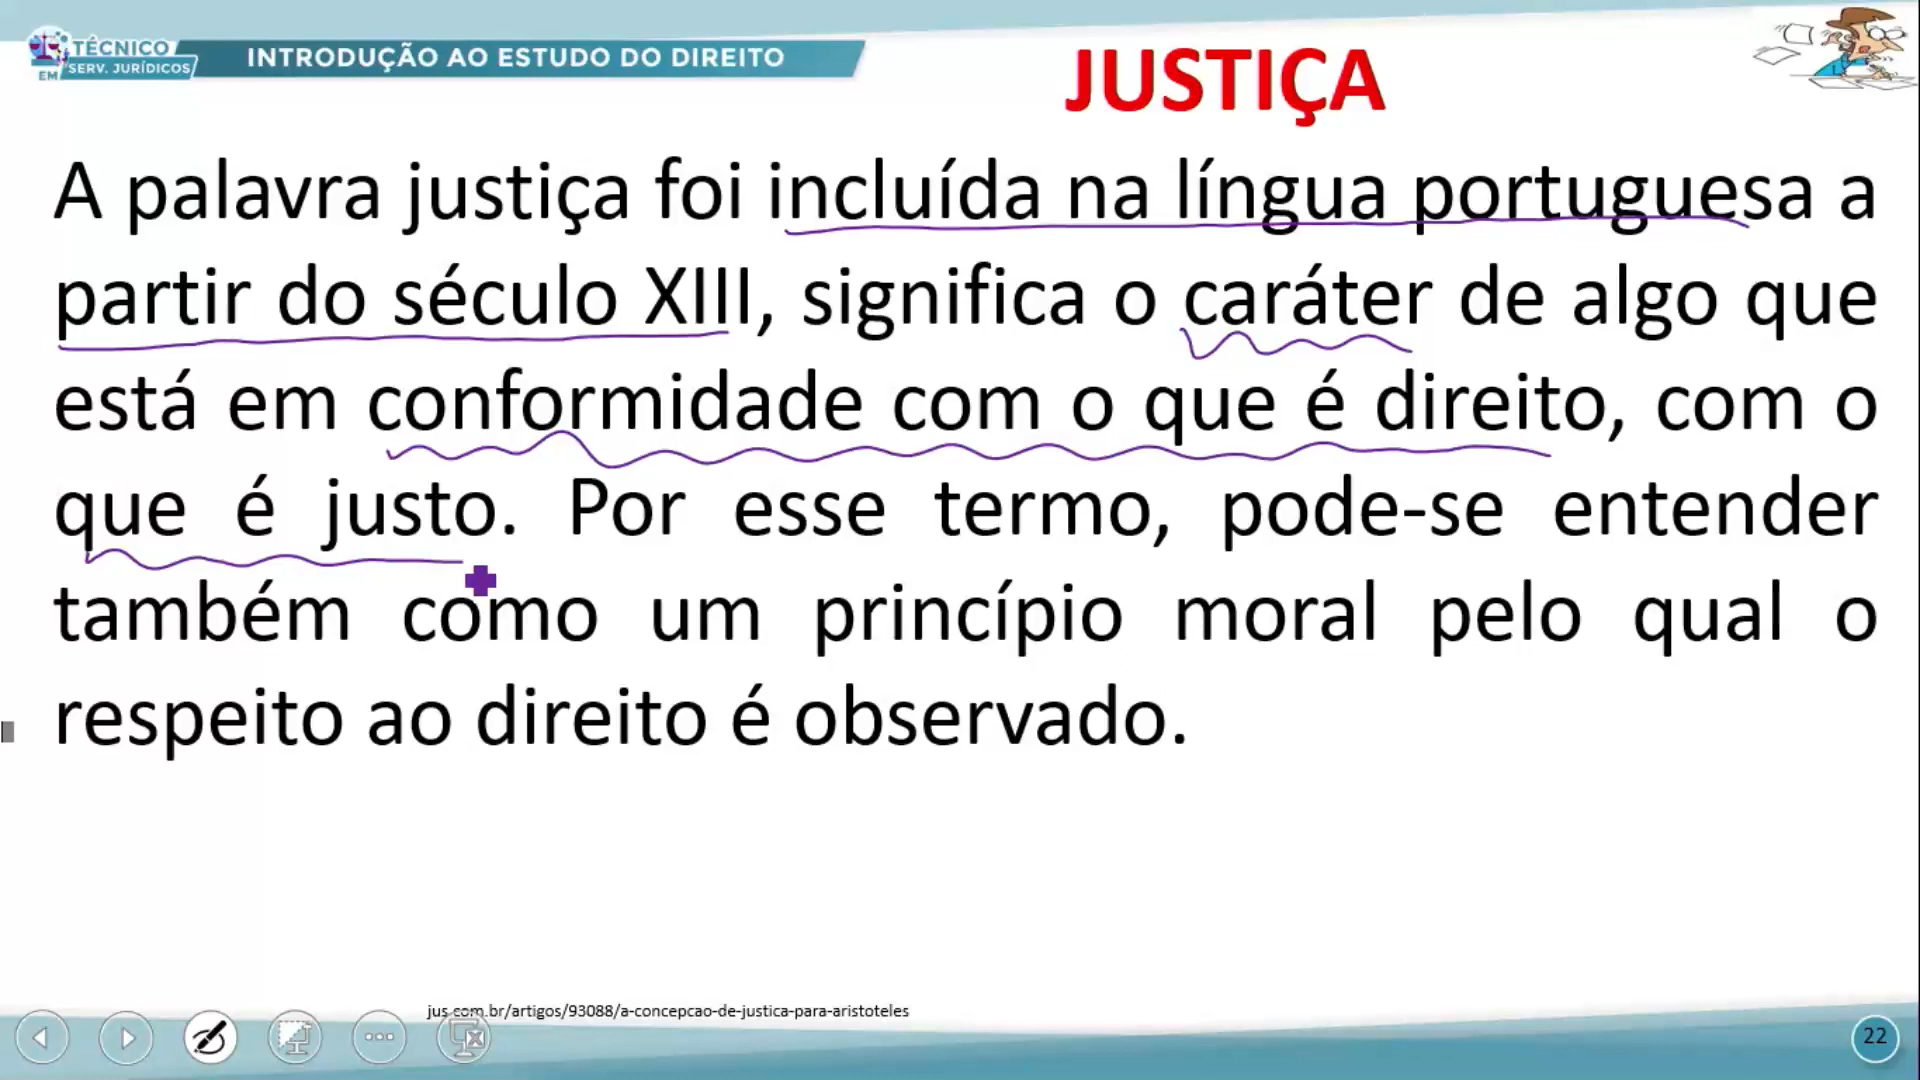 TÉCNICO
EM SERV. JURÍDICOS
INTRODUÇÃO AO ESTUDO DO DIREITO
JUSTIÇA
A palavra justiça foi incluída na língua portuguesa a
partir do século XIII, significa o caráter de algo que
está em conformidade com o que é direito, com o
que é justo. Por esse termo, pode-se entender
também como um princípio moral pelo qual o
respeito ao direito é observado.
jus.com.br/artigos/93088/a-concepcao-de-justica-para-aristoteles
22